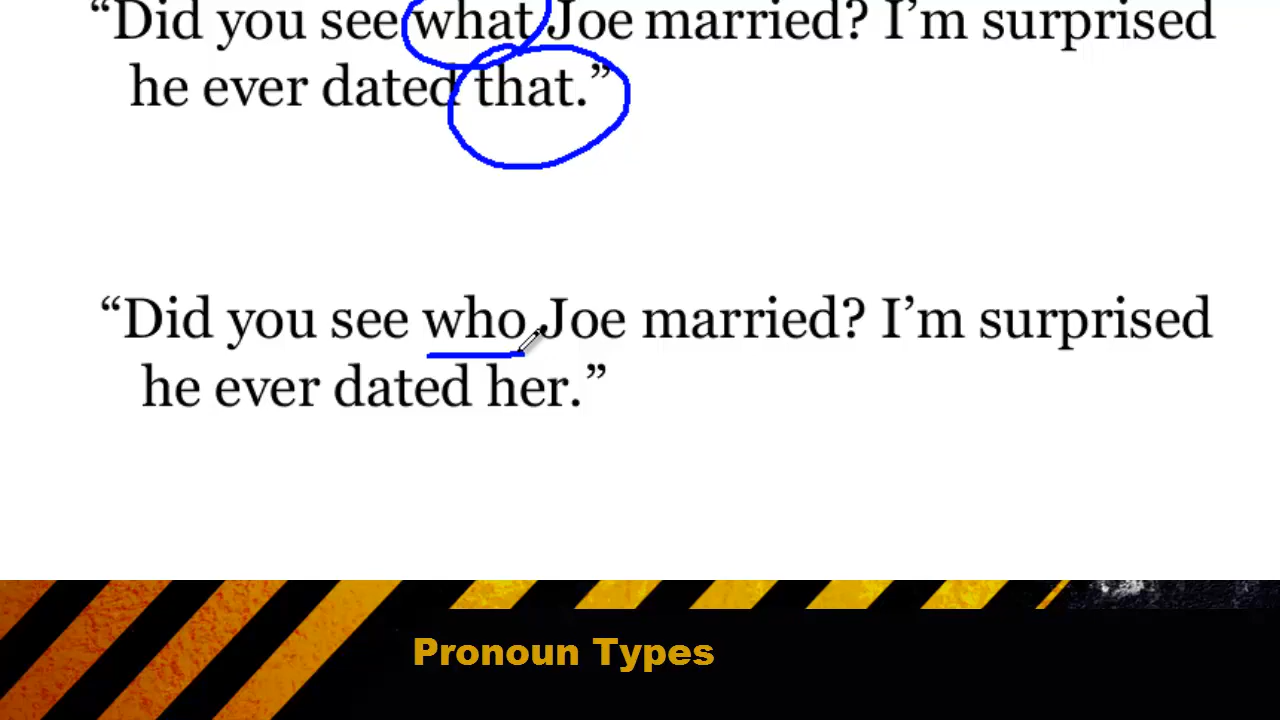 “Did you see what Joe married? I’m surprised
he ever dated that.”
“Did you see who Joe married? I’m surprised
he ever dated her.”
Pronoun Types